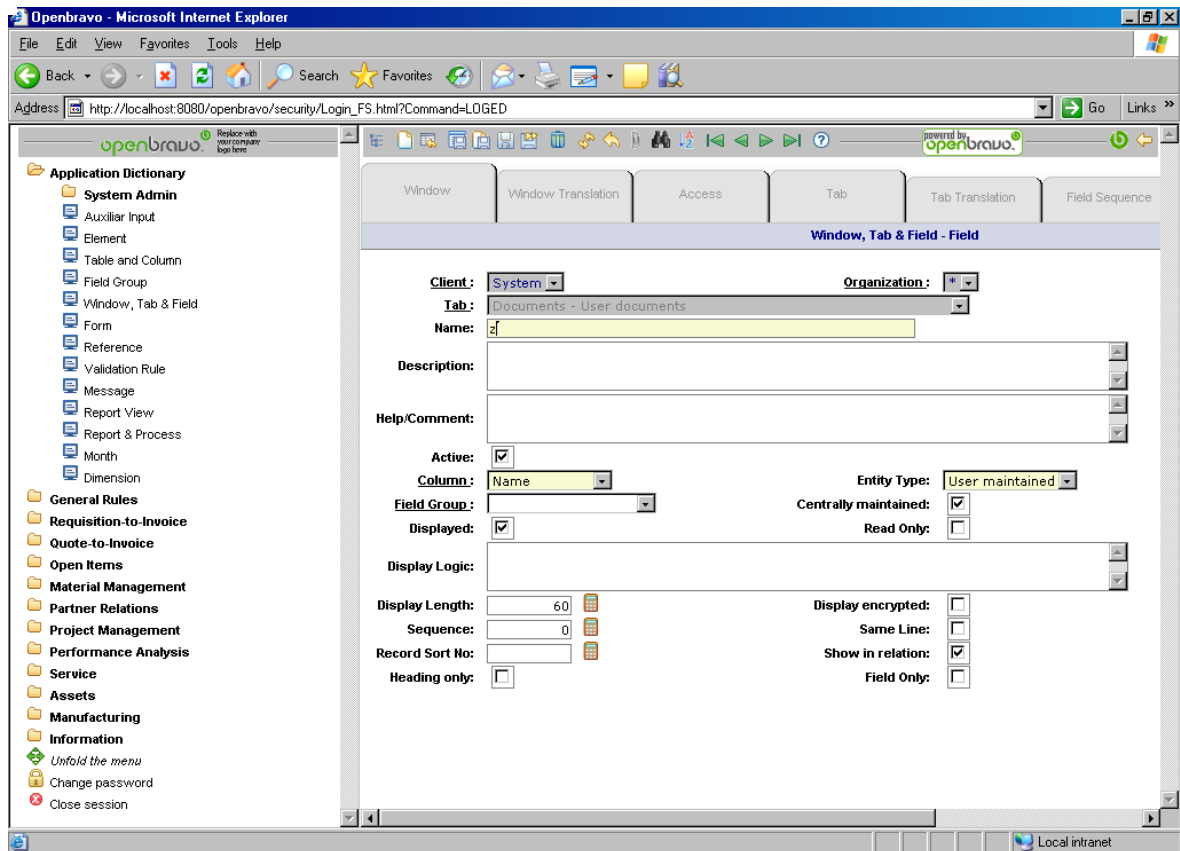 Openbravo - Microsoft Internet Explorer
File Edit View Favorites Tools Help
Back Search Favorites
Address http://localhost:8080/openbravo/security/Login_FS.html?Command=LOGED Go Links »
openbravo. Replace with your company logo here
powered by openbravo.
Application Dictionary
System Admin
Auxiliar Input
Element
Table and Column
Field Group
Window, Tab & Field
Form
Reference
Validation Rule
Message
Report View
Report & Process
Month
Dimension
General Rules
Requisition-to-Invoice
Quote-to-Invoice
Open Items
Material Management
Partner Relations
Project Management
Performance Analysis
Service
Assets
Manufacturing
Information
Unfold the menu
Change password
Close session
Window Window Translation Access Tab Tab Translation Field Sequence
Window, Tab & Field - Field
Client : System Organization : *
Tab : Documents - User documents
Name: z
Description:
Help/Comment:
Active:
Column : Name Entity Type: User maintained
Field Group : Centrally maintained:
Displayed: Read Only:
Display Logic:
Display Length: 60 Display encrypted:
Sequence: 0 Same Line:
Record Sort No: Show in relation:
Heading only: Field Only:
Local intranet